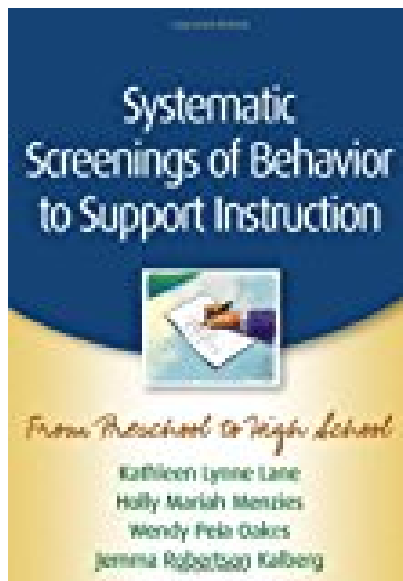 Systematic
Screenings of Behavior
to Support Instruction
From Preschool to High School
Kathleen Lynne Lane
Holly Mariah Menzies
Wendy Peia Oakes
Jemma Robertson Kalberg